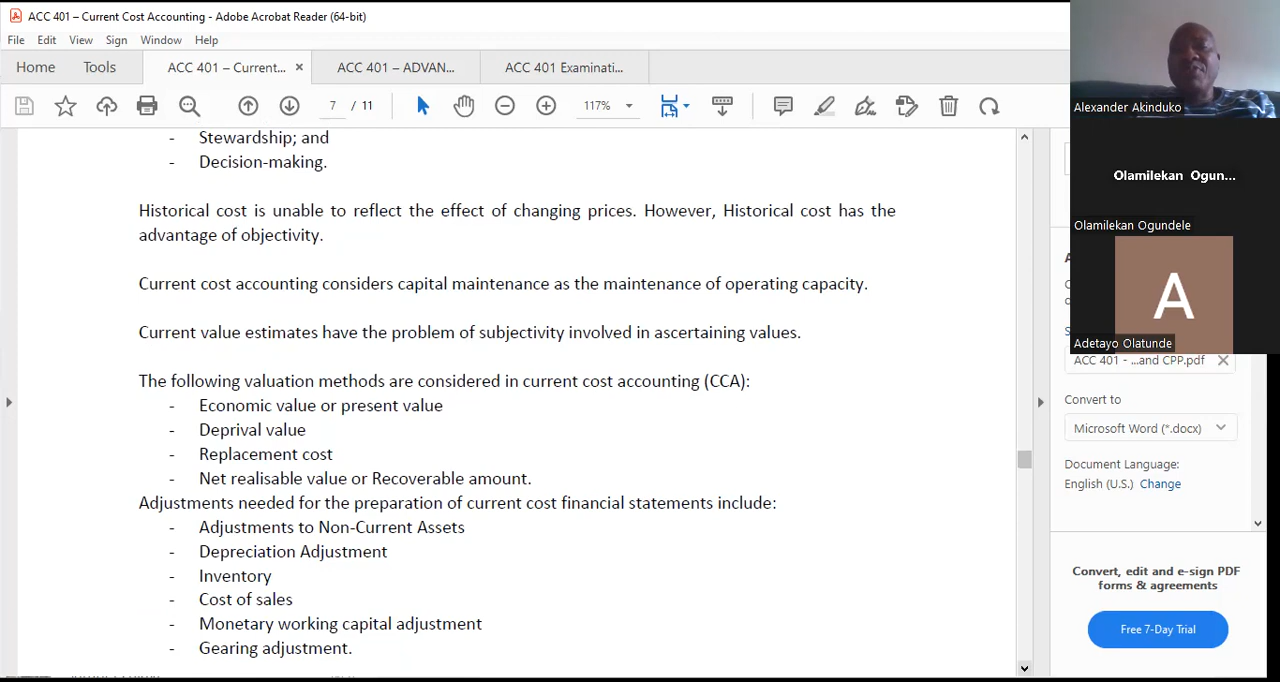 ACC 401 – Current Cost Accounting - Adobe Acrobat Reader (64-bit)
File Edit View Sign Window Help
Home Tools ACC 401 – Current... × ACC 401 – ADVAN... ACC 401 Examinati...
7 / 11 117%
- Stewardship; and
- Decision-making.
Historical cost is unable to reflect the effect of changing prices. However, Historical cost has the
advantage of objectivity.
Current cost accounting considers capital maintenance as the maintenance of operating capacity.
Current value estimates have the problem of subjectivity involved in ascertaining values.
The following valuation methods are considered in current cost accounting (CCA):
- Economic value or present value
- Deprival value
- Replacement cost
- Net realisable value or Recoverable amount.
Adjustments needed for the preparation of current cost financial statements include:
- Adjustments to Non-Current Assets
- Depreciation Adjustment
- Inventory
- Cost of sales
- Monetary working capital adjustment
- Gearing adjustment.
Alexander Akinduko
Olamilekan Ogun...
Olamilekan Ogundele
A
Adetayo Olatunde
ACC 401 - ...and CPP.pdf
Convert to
Microsoft Word (*.docx)
Document Language:
English (U.S.) Change
Convert, edit and e-sign PDF
forms & agreements
Free 7-Day Trial